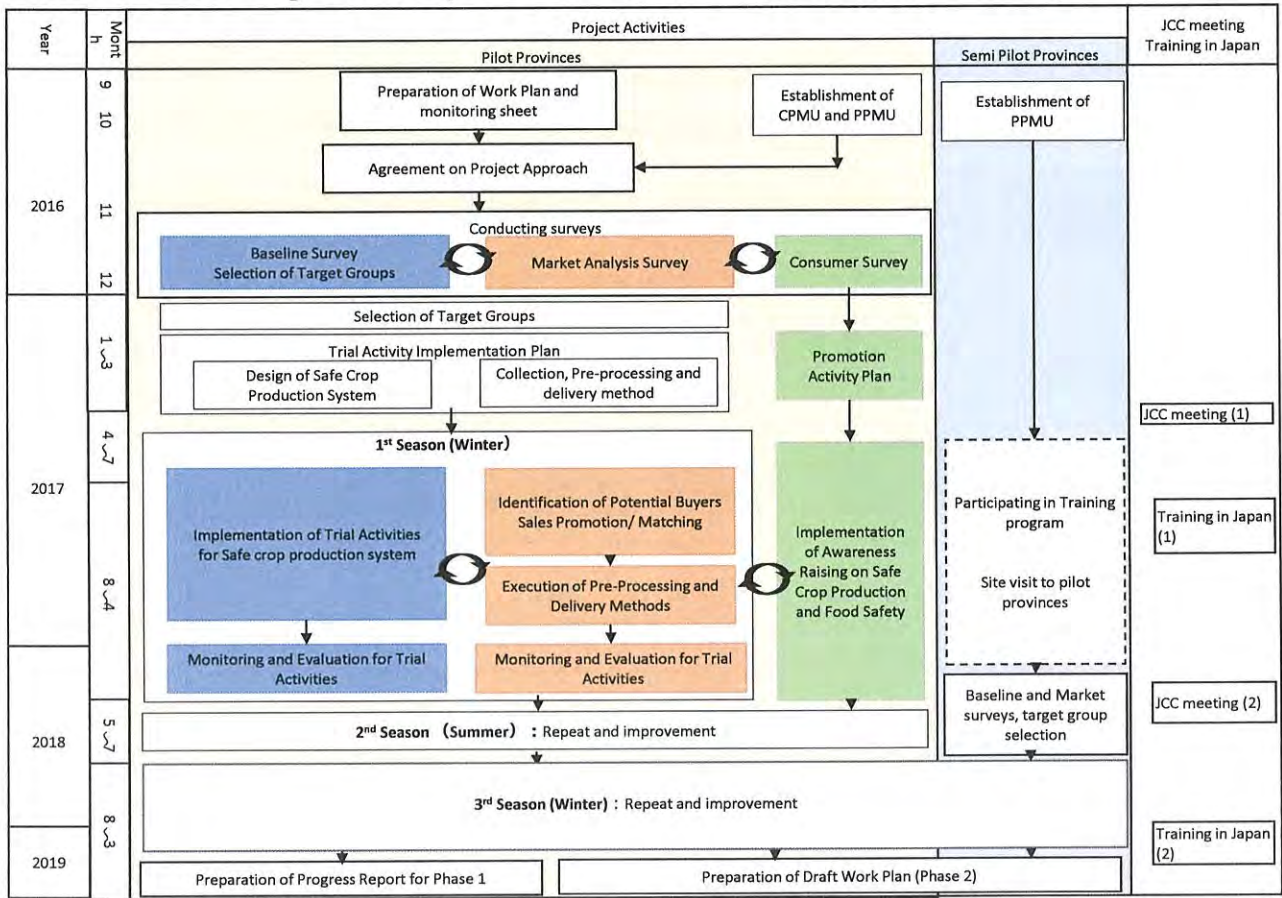 Year
Mont
h
Project Activities
JCC meeting
Training in Japan
Pilot Provinces
Semi Pilot Provinces
2016
9
10
11
12
Preparation of Work Plan and
monitoring sheet
Establishment of
CPMU and PPMU
Establishment of
PPMU
Agreement on Project Approach
Conducting surveys
Baseline Survey
Selection of Target Groups
Market Analysis Survey
Consumer Survey
2017
1~3
Selection of Target Groups
Trial Activity Implementation Plan
Design of Safe Crop
Production System
Collection, Pre-processing and
delivery method
Promotion
Activity Plan
JCC meeting (1)
4~7
1st Season (Winter)
Implementation of Trial Activities
for Safe crop production system
Identification of Potential Buyers
Sales Promotion/ Matching
Execution of Pre-Processing and
Delivery Methods
Implementation
of Awareness
Raising on Safe
Crop Production
and Food Safety
Participating in Training
program
Site visit to pilot
provinces
Training in Japan
(1)
8~4
Monitoring and Evaluation for Trial
Activities
Monitoring and Evaluation for Trial
Activities
Baseline and Market
surveys, target group
selection
JCC meeting (2)
2018
5~7
2nd Season (Summer) : Repeat and improvement
8~3
3rd Season (Winter) : Repeat and improvement
Training in Japan
(2)
2019
Preparation of Progress Report for Phase 1
Preparation of Draft Work Plan (Phase 2)